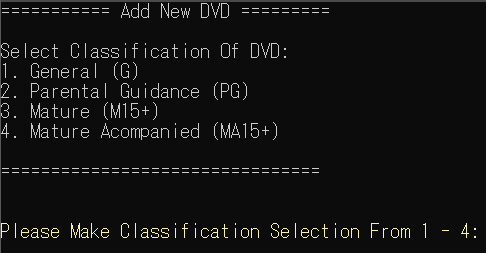 =========== Add New DVD =========
Select Classification Of DVD:
1. General (G)
2. Parental Guidance (PG)
3. Mature (M15+)
4. Mature Acompanied (MA15+)
================================
Please Make Classification Selection From 1 - 4: